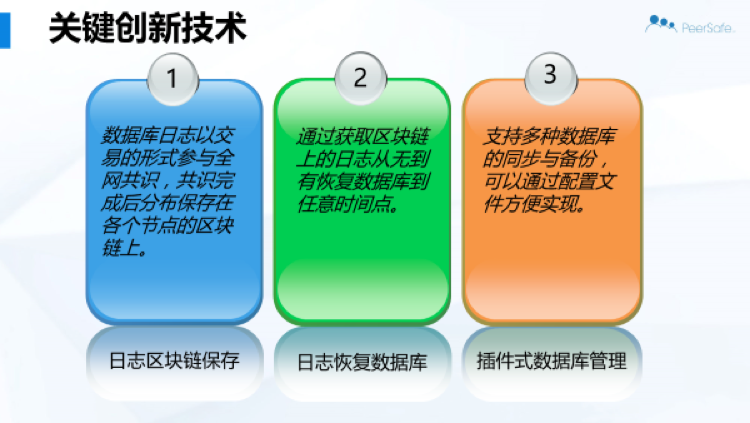 关键创新技术
PeerSafe
1
2
3
数据库日志以交
易的形式参与全
网共识，共识完
成后分布保存在
各个节点的区块
链上。
通过获取区块链
上的日志从无到
有恢复数据库到
任意时间点。
支持多种数据库
的同步与备份，
可以通过配置文
件方便实现。
日志区块链保存
日志恢复数据库
插件式数据库管理